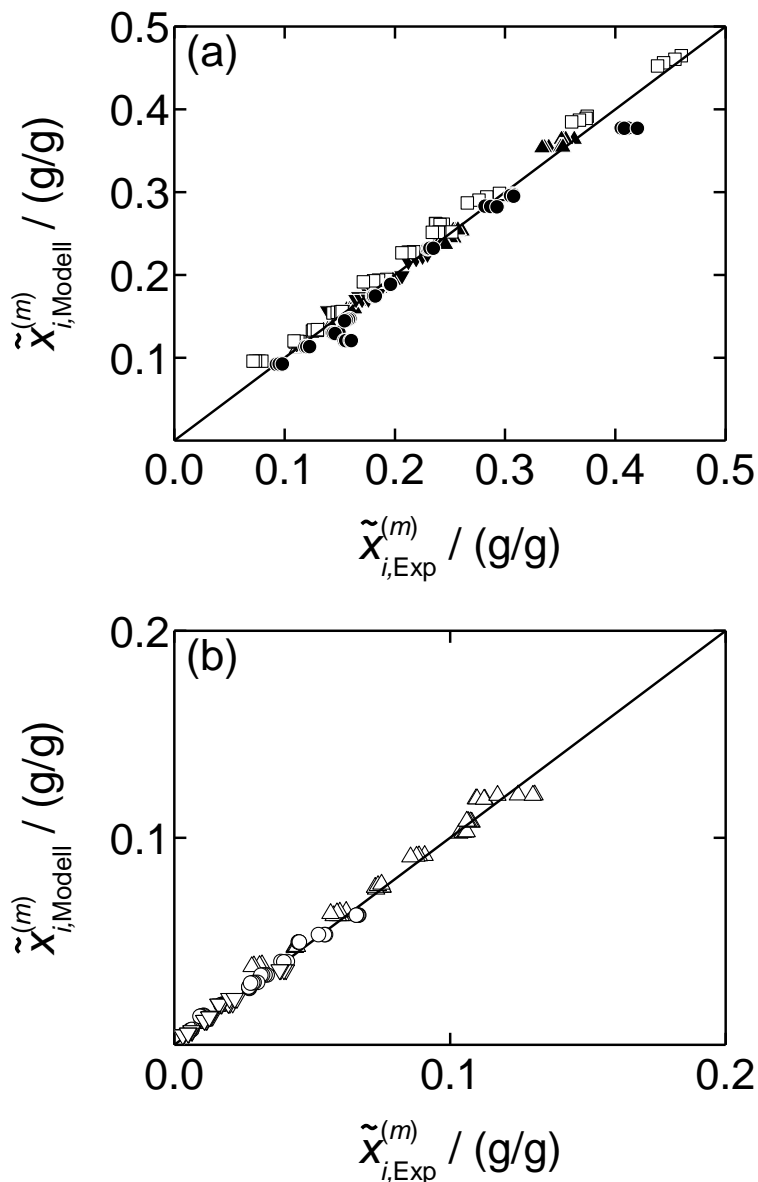 (a)
0.5
0.4
0.3
0.2
0.1
x̃ᵢ,Modell⁽ᵐ⁾ / (g/g)
0.0 0.1 0.2 0.3 0.4 0.5
x̃ᵢ,Exp⁽ᵐ⁾ / (g/g)
(b)
0.2
0.1
x̃ᵢ,Modell⁽ᵐ⁾ / (g/g)
0.0 0.1 0.2
x̃ᵢ,Exp⁽ᵐ⁾ / (g/g)